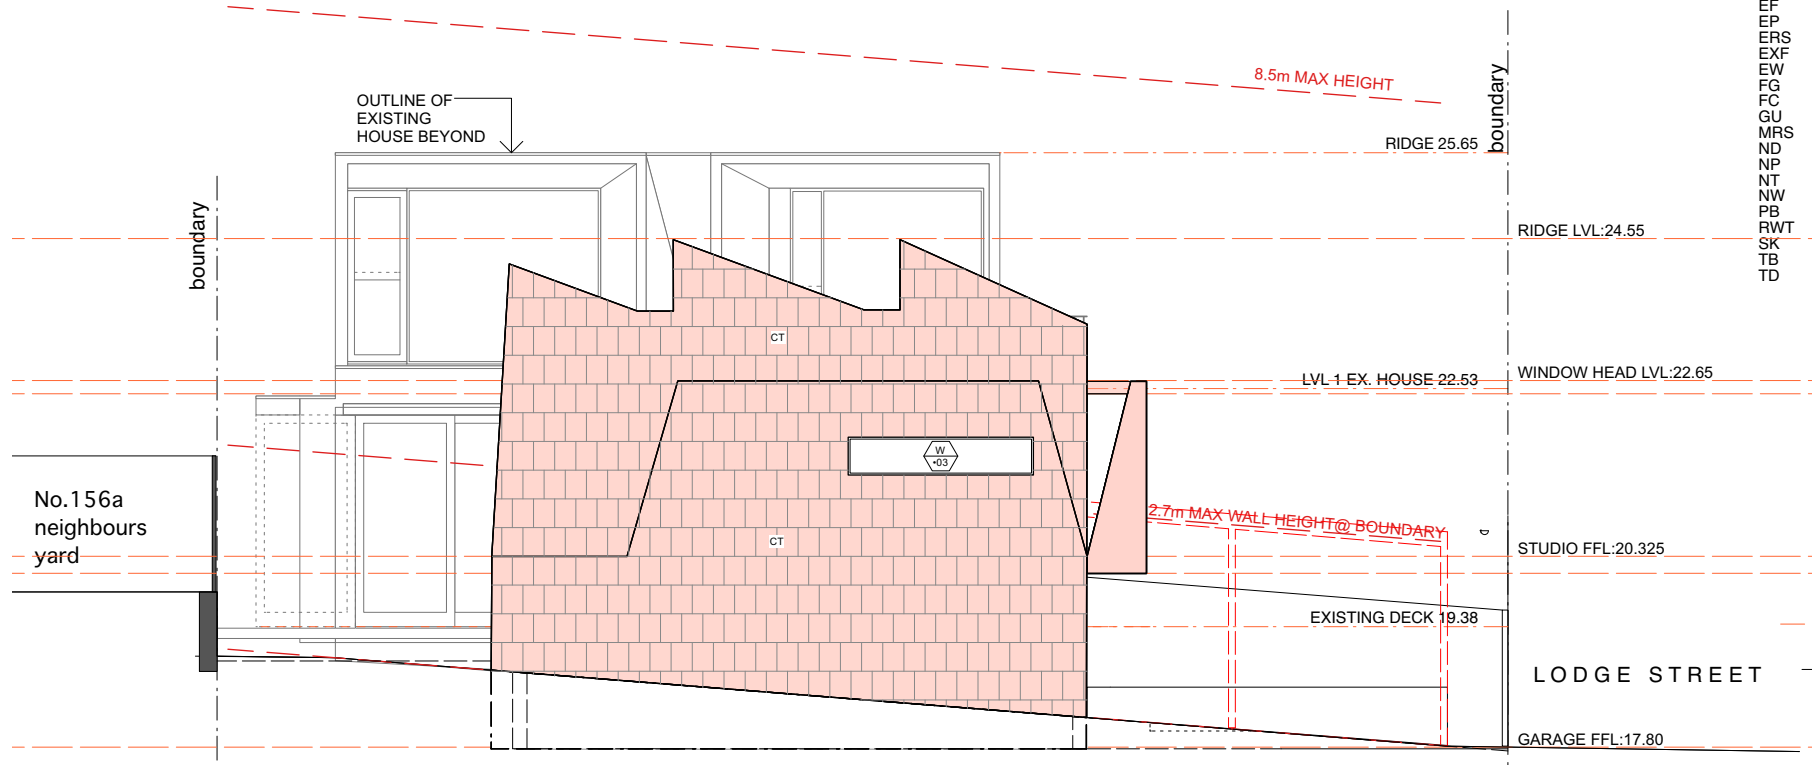 EF
EP
ERS
EXF
EW
FG
FC
GU
MRS
ND
NP
NT
NW
PB
RWT
SK
TB
TD
8.5m MAX HEIGHT
boundary
OUTLINE OF
EXISTING
HOUSE BEYOND
RIDGE 25.65
boundary
RIDGE LVL:24.55
CT
LVL 1 EX. HOUSE 22.53
WINDOW HEAD LVL:22.65
W
•03
No.156a
neighbours
yard
2.7m MAX WALL HEIGHT@ BOUNDARY
CT
STUDIO FFL:20.325
EXISTING DECK 19.38
LODGE STREET
GARAGE FFL:17.80